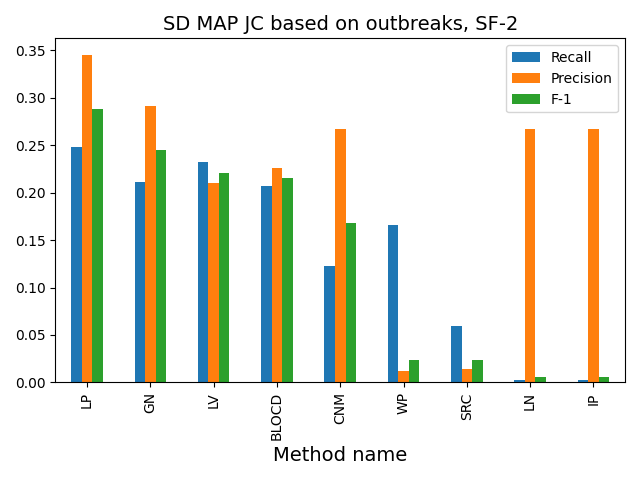 SD MAP JC based on outbreaks, SF-2
Recall
Precision
F-1
0.35
0.30
0.25
0.20
0.15
0.10
0.05
0.00
LP
GN
LV
BLOCD
CNM
WP
SRC
LN
IP
Method name